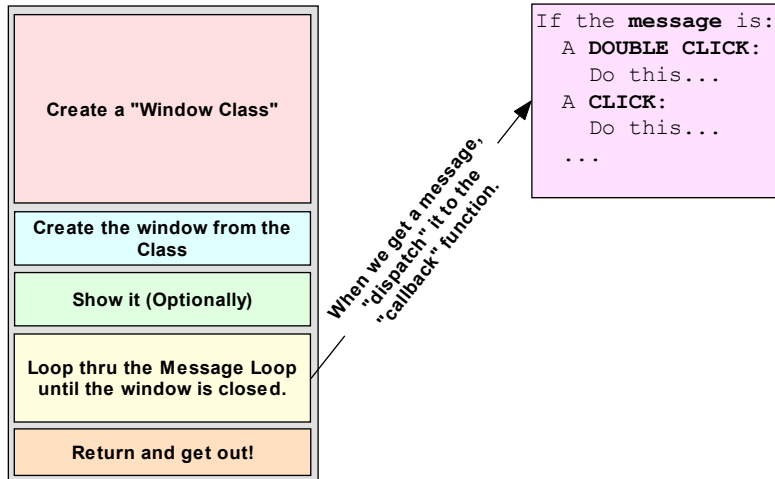 Create a "Window Class"
Create the window from the
Class
Show it (Optionally)
Loop thru the Message Loop
until the window is closed.
Return and get out!
When we get a message,
"dispatch" it to the
"callback" function.
If the message is:
A DOUBLE CLICK:
Do this...
A CLICK:
Do this...
...